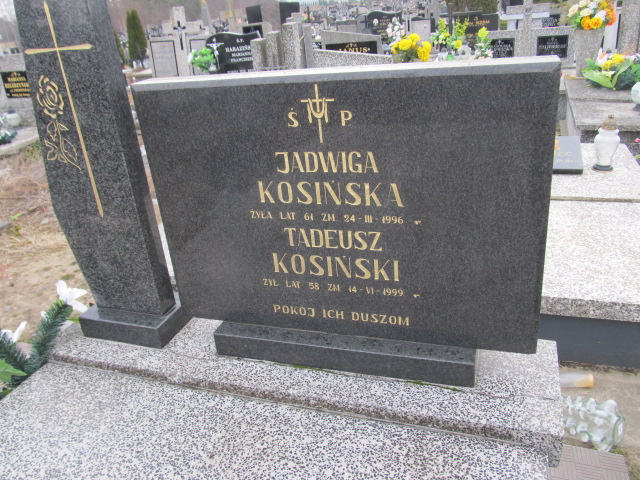 Ś P.
JADWIGA
KOSIŃSKA
ŻYŁA LAT 61 ZM. 24-III-1996 r.
TADEUSZ
KOSIŃSKI
ŻYŁ LAT 58 ZM 14-VI-1999 r.
POKÓJ ICH DUSZOM